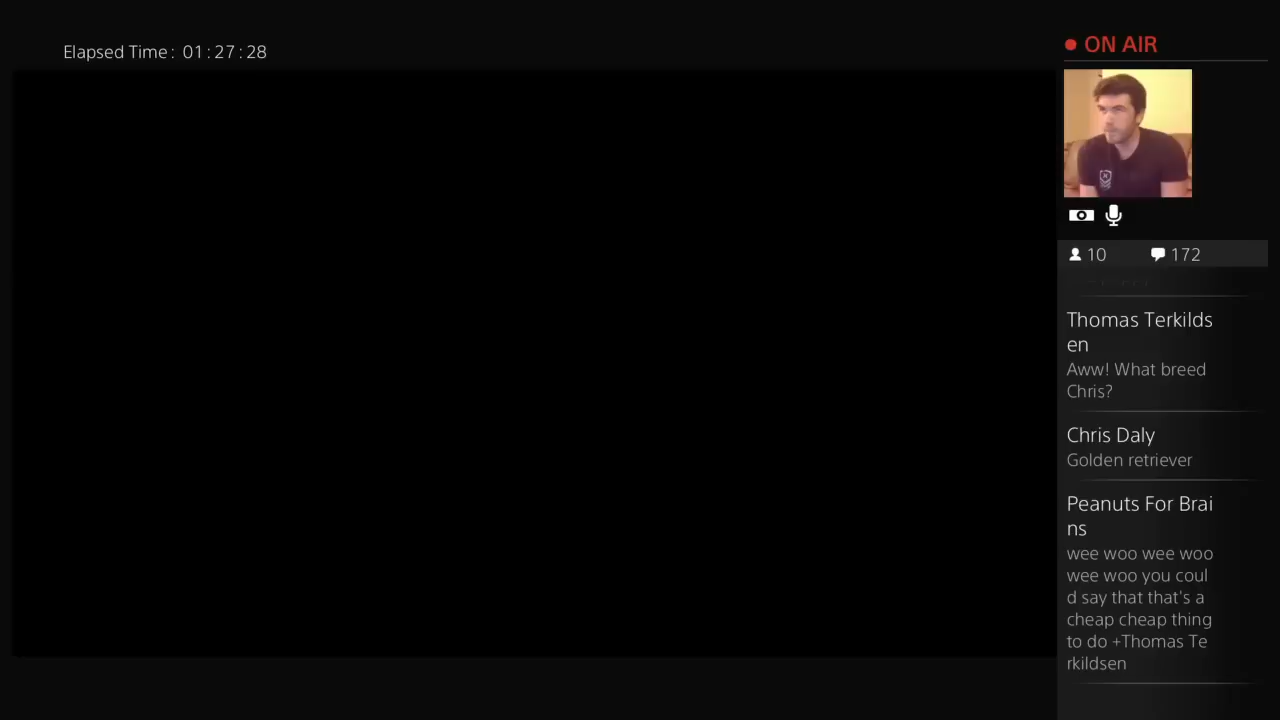 Elapsed Time: 01:27:28
ON AIR
10
172
Thomas Terkilds
en
Aww! What breed
Chris?
Chris Daly
Golden retriever
Peanuts For Brai
ns
wee woo wee woo
wee woo you coul
d say that that's a
cheap cheap thing
to do +Thomas Te
rkildsen